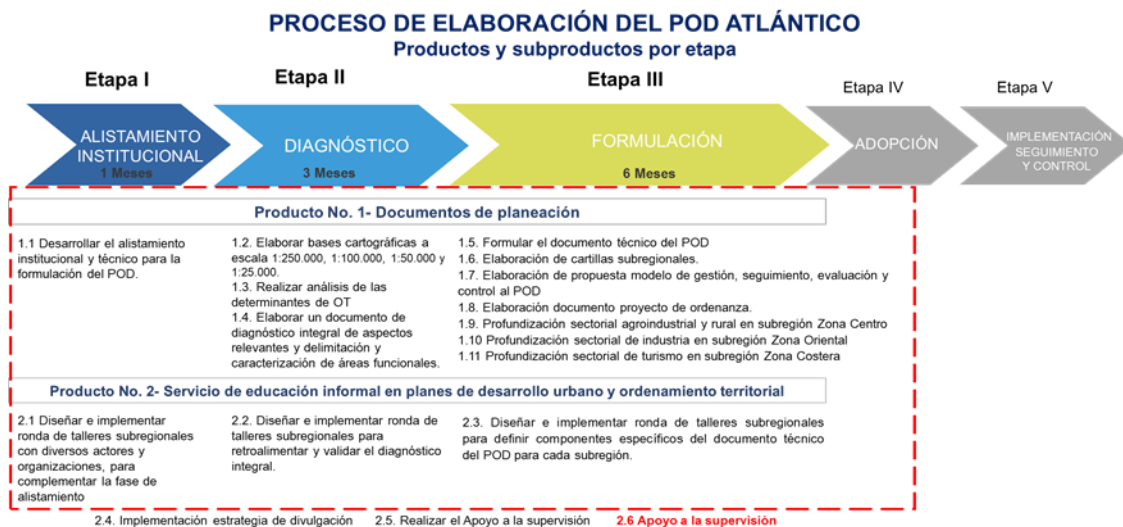 PROCESO DE ELABORACIÓN DEL POD ATLÁNTICO
Productos y subproductos por etapa
Etapa I
Etapa II
Etapa III
Etapa IV
Etapa V
ALISTAMIENTO
INSTITUCIONAL
1 Meses
DIAGNÓSTICO
3 Meses
FORMULACIÓN
6 Meses
ADOPCIÓN
IMPLEMENTACIÓN
SEGUIMIENTO
Y CONTROL
Producto No. 1- Documentos de planeación
1.1 Desarrollar el alistamiento
institucional y técnico para la
formulación del POD.
1.2. Elaborar bases cartográficas a
escala 1:250.000, 1:100.000, 1:50.000 y
1:25.000.
1.3. Realizar análisis de las
determinantes de OT
1.4. Elaborar un documento de
diagnóstico integral de aspectos
relevantes y delimitación y
caracterización de áreas funcionales.
1.5. Formular el documento técnico del POD
1.6. Elaboración de cartillas subregionales.
1.7. Elaboración de propuesta modelo de gestión, seguimiento, evaluación y
control al POD
1.8. Elaboración documento proyecto de ordenanza.
1.9. Profundización sectorial agroindustrial y rural en subregión Zona Centro
1.10 Profundización sectorial de industria en subregión Zona Oriental
1.11 Profundización sectorial de turismo en subregión Zona Costera
Producto No. 2- Servicio de educación informal en planes de desarrollo urbano y ordenamiento territorial
2.1 Diseñar e implementar
ronda de talleres subregionales
con diversos actores y
organizaciones, para
complementar la fase de
alistamiento
2.2. Diseñar e implementar ronda de
talleres subregionales para
retroalimentar y validar el diagnóstico
integral.
2.3. Diseñar e implementar ronda de talleres subregionales
para definir componentes específicos del documento técnico
del POD para cada subregión.
2.4. Implementación estrategia de divulgación 2.5. Realizar el Apoyo a la supervisión 2.6 Apoyo a la supervisión